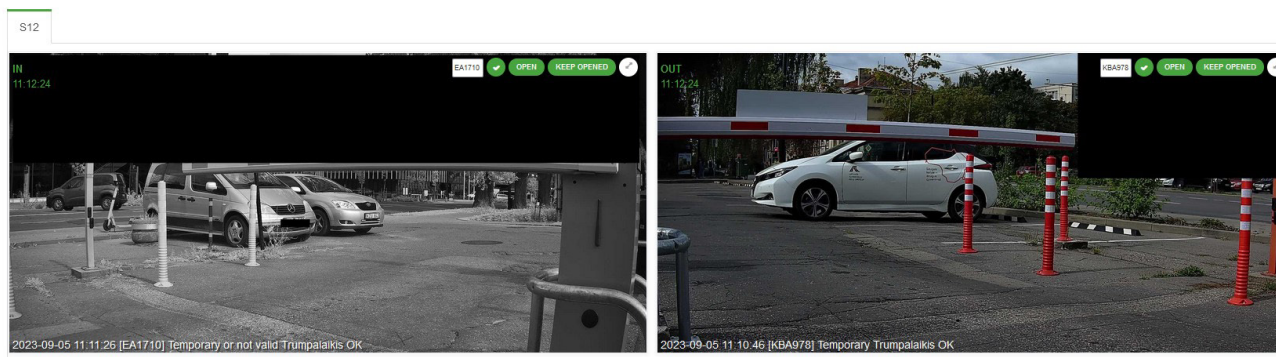 S12
IN
EA1710
OPEN
KEEP OPENED
11:12:24
2023-09-05 11:11:26 [EA1710] Temporary or not valid Trumpalaikis OK
OUT
KBA978
OPEN
KEEP OPENED
11:12:24
2023-09-05 11:10:46 [KBA978] Temporary Trumpalaikis OK